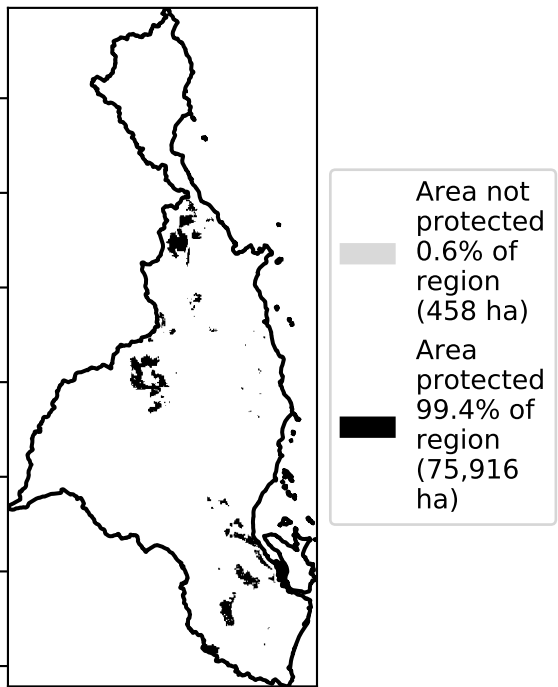 Area not
protected
0.6% of
region
(458 ha)
Area
protected
99.4% of
region
(75,916
ha)